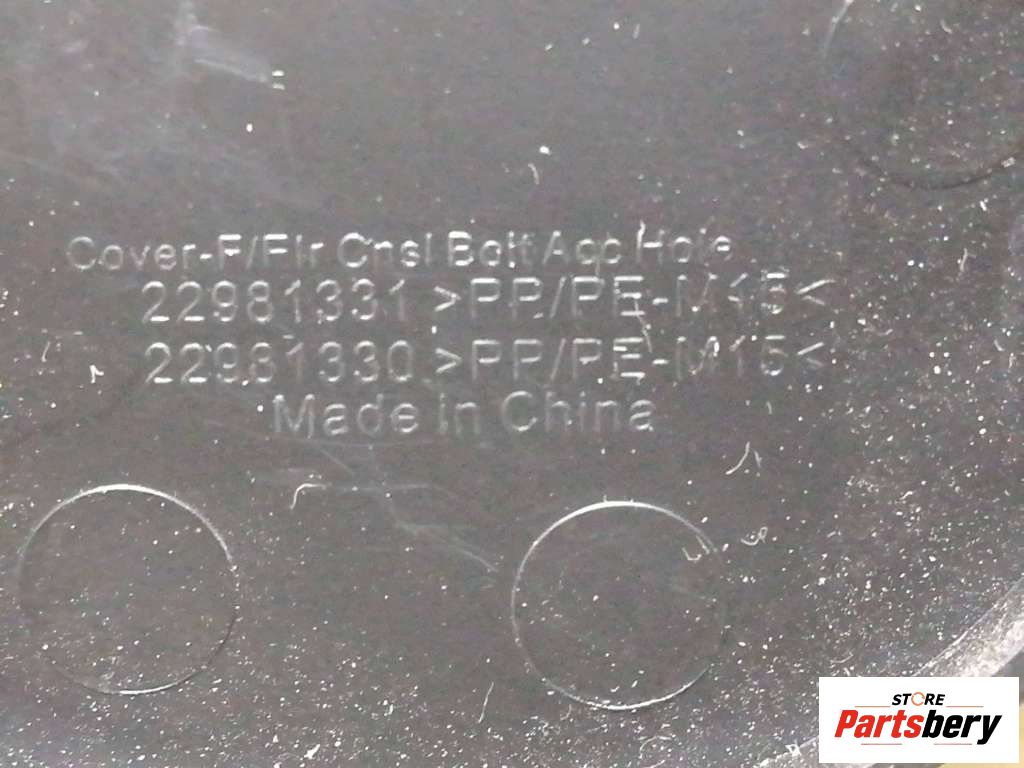 Cover-F/Flr Cnsl Bolt Acc Hole
22981331 >PP/PE-M15<
22981330 >PP/PE-M15<
Made in China
STORE
Partsbery